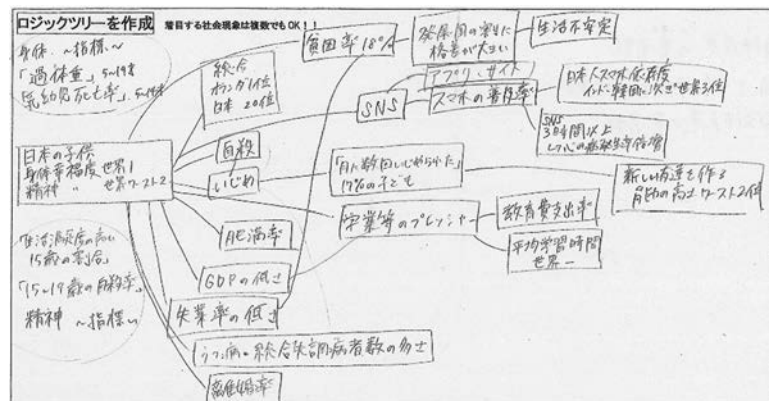 ロジックツリーを作成 着目する社会現象は複数でもOK！！
身体 〜指標〜
「過体重」5〜19才
乳幼児死亡率」5〜19才
総合
オランダ1位
日本 20位
日本の子供
身体幸福度 世界1
精神 〃 世界ワースト2
「生活満足度の高い
15歳の割合」
「15〜19歳の自殺率」
精神 〜指標〜
貧困率 18%
発展国の割に
格差が大きい
生活不安定
SNS
アプリ、サイト
スマホの普及率
日本人スマホ依存度
インド、韓国に次ぎ世界3位
SNS
3時間以上
自殺
いじめ
「月に数回いじめられた」
17%の子ども
新しい友達を作る
ワースト2位
学業等のプレッシャー
教育費支出率
平均学習時間
世界一
肥満率
GDPの低さ
失業率の低さ
うつ病・統合失調病者数の多さ
離婚率